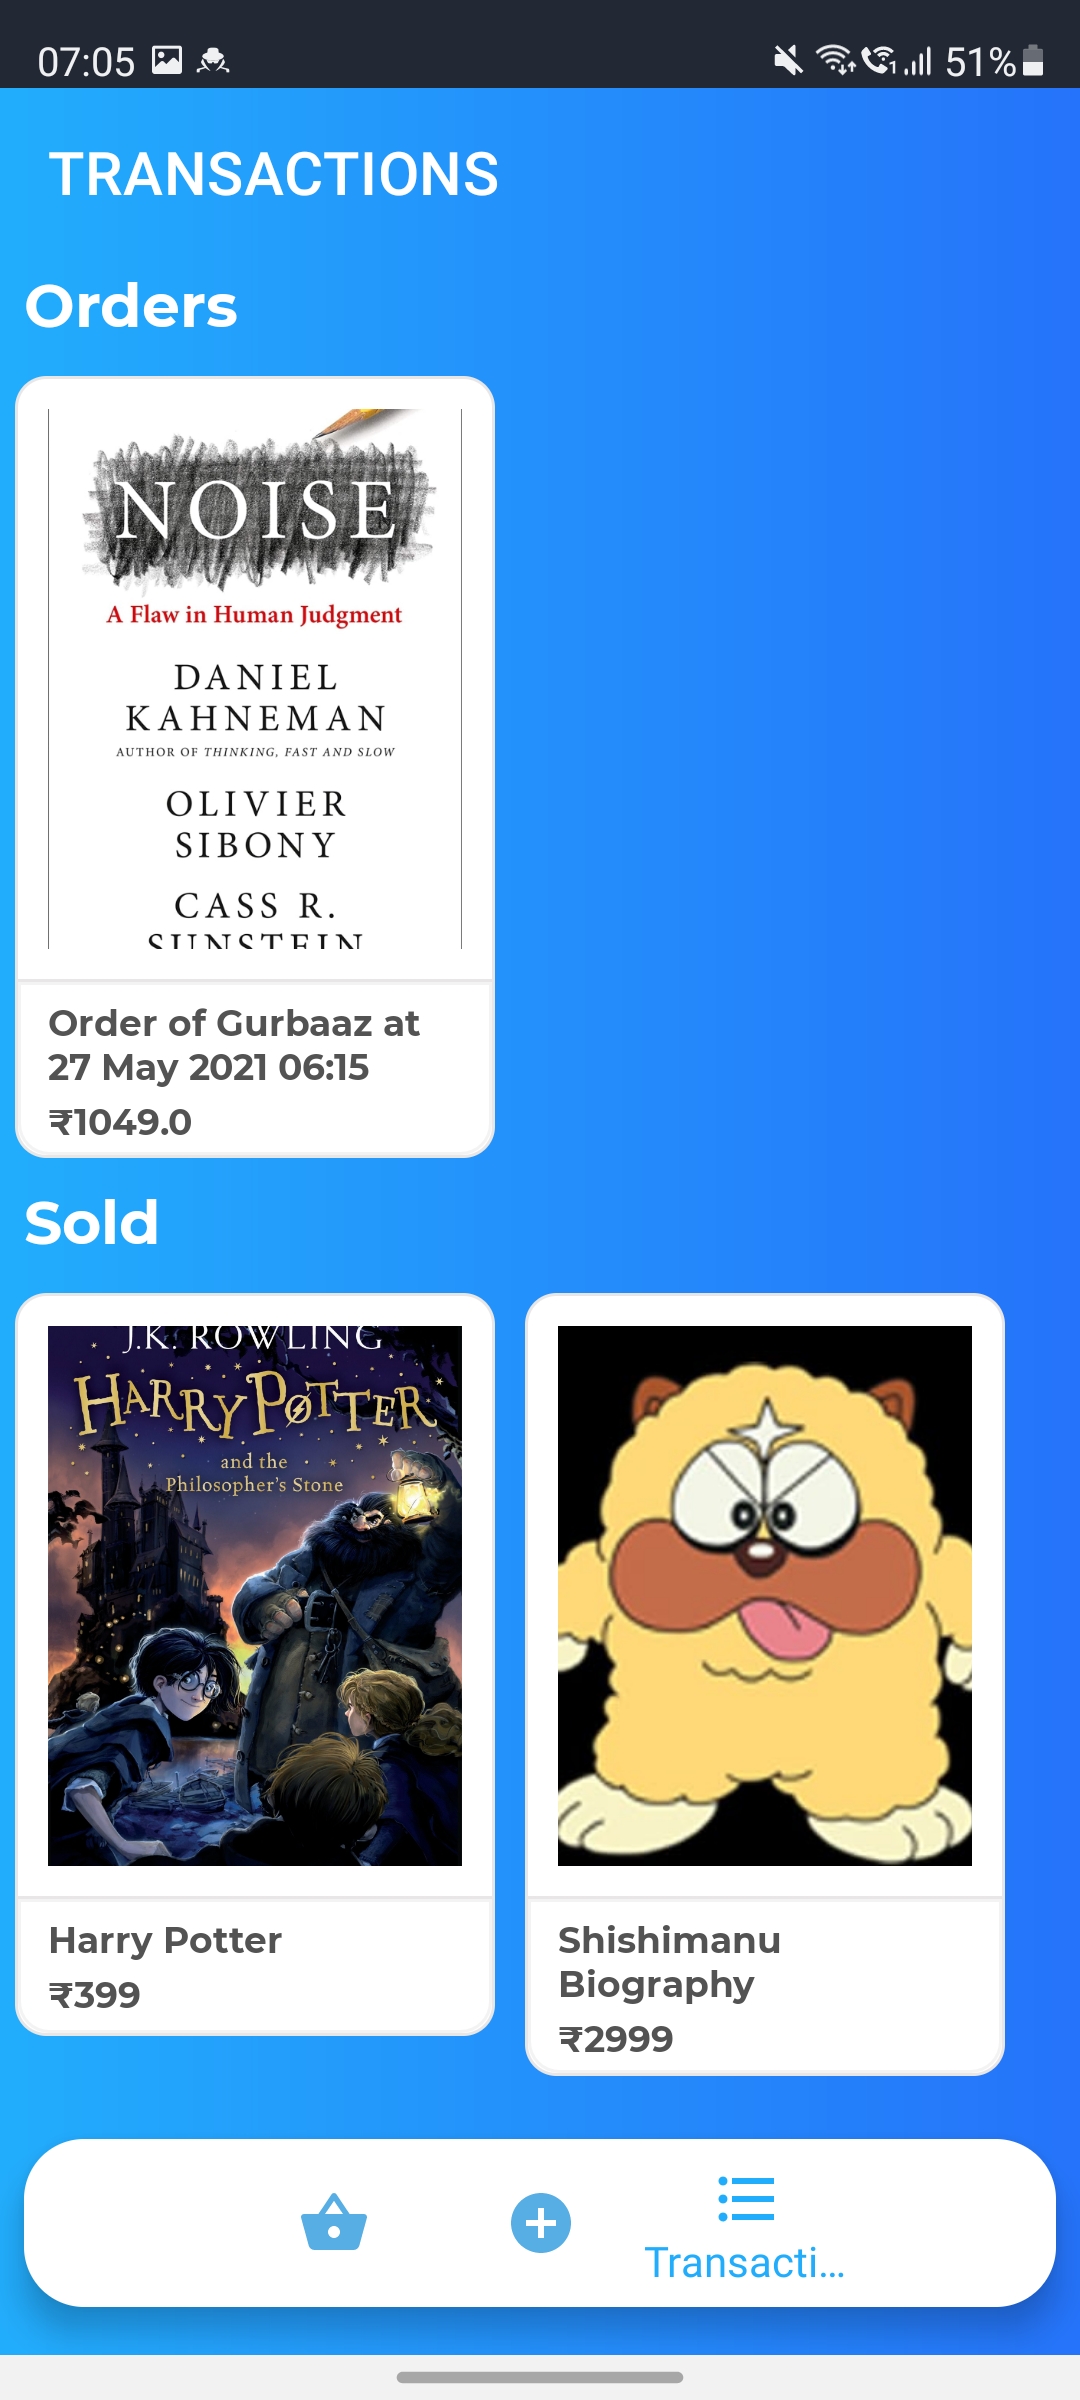 07:05
51%
TRANSACTIONS
Orders
NOISE
A Flaw in Human Judgment
DANIEL
KAHNEMAN
AUTHOR OF THINKING, FAST AND SLOW
OLIVIER
SIBONY
CASS R.
SUNSTEIN
Order of Gurbaaz at
27 May 2021 06:15
₹1049.0
Sold
J.K. ROWLING
HARRY POTTER
and the
Philosopher's Stone
Harry Potter
₹399
Shishimanu
Biography
₹2999
Transacti...